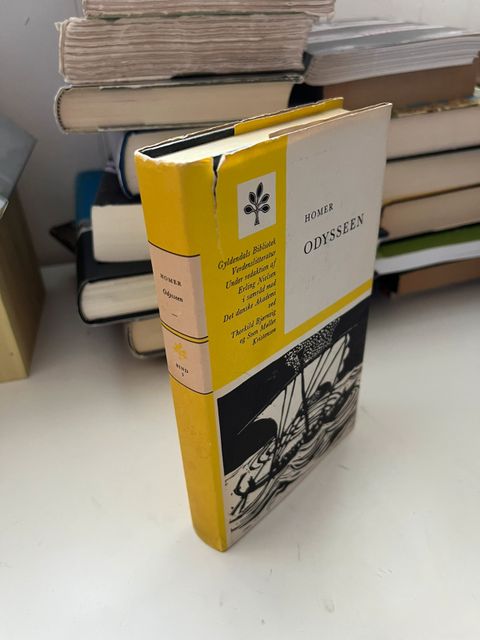 HOMER
Odysseen
BIND
1
Gyldendals Bibliotek
Verdenslitteratur
Under redaktion af
Erling Nielsen
i samråd med
Det danske Akademi
ved
Thorkild Bjørnvig
og Sven Møller
Kristensen
HOMER
ODYSSEEN